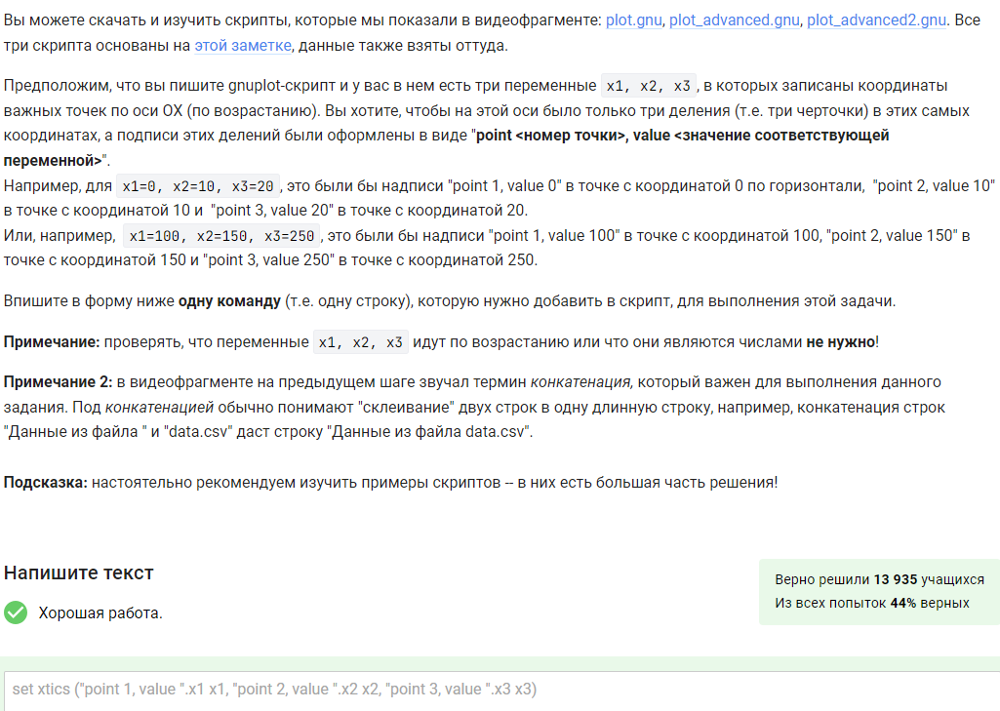 Вы можете скачать и изучить скрипты, которые мы показали в видеофрагменте: plot.gnu, plot_advanced.gnu, plot_advanced2.gnu. Все
три скрипта основаны на этой заметке, данные также взяты оттуда.
Предположим, что вы пишите gnuplot-скрипт и у вас в нем есть три переменные x1, x2, x3, в которых записаны координаты
важных точек по оси OX (по возрастанию). Вы хотите, чтобы на этой оси было только три деления (т.е. три черточки) в этих самых
координатах, а подписи этих делений были оформлены в виде "point <номер точки>, value <значение соответствующей
переменной>".
Например, для x1=0, x2=10, x3=20, это были бы надписи "point 1, value 0" в точке с координатой 0 по горизонтали, "point 2, value 10"
в точке с координатой 10 и "point 3, value 20" в точке с координатой 20.
Или, например, x1=100, x2=150, x3=250, это были бы надписи "point 1, value 100" в точке с координатой 100, "point 2, value 150" в
точке с координатой 150 и "point 3, value 250" в точке с координатой 250.
Впишите в форму ниже одну команду (т.е. одну строку), которую нужно добавить в скрипт, для выполнения этой задачи.
Примечание: проверять, что переменные x1, x2, x3 идут по возрастанию или что они являются числами не нужно!
Примечание 2: в видеофрагменте на предыдущем шаге звучал термин конкатенация, который важен для выполнения данного
задания. Под конкатенацией обычно понимают "склеивание" двух строк в одну длинную строку, например, конкатенация строк
"Данные из файла " и "data.csv" даст строку "Данные из файла data.csv".
Подсказка: настоятельно рекомендуем изучить примеры скриптов -- в них есть большая часть решения!
Напишите текст
Верно решили 13 935 учащихся
Из всех попыток 44% верных
Хорошая работа.
set xtics ("point 1, value ".x1 x1, "point 2, value ".x2 x2, "point 3, value ".x3 x3)